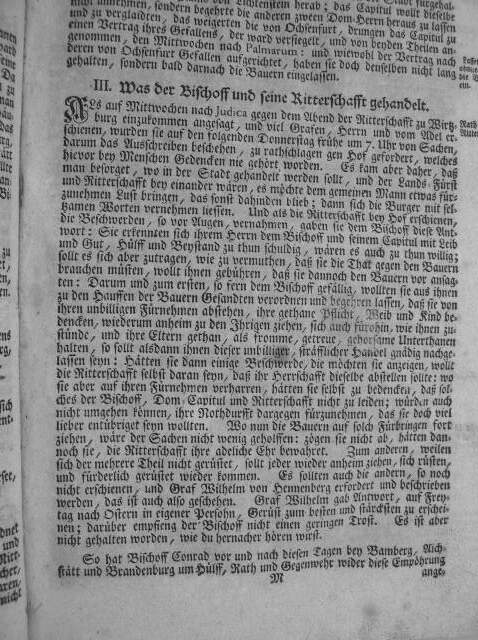 nicht annehmen, sondern begehrte die andern zween Dom-Herrn heraus zu lassen
und zu verglaidten, das weigerten die von Ochsenfurt, drungen das Capitul zu
einen Vertrag ihres Gefallens, der ward versiegelt, und von beyden Theilen an-
genommen, den Mittwochen nach Palmarum: und wiewohl der Vertrag nach
deren von Ochsenfurt Gefallen aufgerichtet, haben sie doch denselben nicht lang
gehalten, sondern bald darnach die Bauern eingelassen.
III. Was der Bischoff und seine Ritterschafft gehandelt.
ALs auf Mittwochen nach Judica gegen dem Abend der Ritterschafft zu Wirtz-
burg einzukommen angesagt, und viel Grafen, Herrn und vom Adel er-
schienen, wurden sie auf den folgenden Donnerstag frühe um 7. Uhr von Sachen,
darum das Ausschreiben beschehen, zu rathschlagen gen Hof gefordert, welches
hievor bey Menschen Gedencken nie gehört worden. Es kam aber daher, daß
man besorget, wo in der Stadt gehandelt werden sollt, und der Lands-Fürst
und Ritterschafft bey einander wären, es möchte dem gemeinen Mann etwas für-
zunehmen Lust bringen, das sonst dahinden blieb; dann sich die Burger mit sel-
tzamen Worten vernehmen liessen. Und als die Ritterschafft bey Hof erschienen,
die Beschwerden, so vor Augen, vernahmen, gaben sie dem Bischoff diese Ant-
wort: Sie erkennten sich ihrem Herrn dem Bischoff und seinem Capitul mit Leib
und Gut, Hülff und Beystand zu thun schuldig, wären es auch zu thun willig;
sollt es sich aber zutragen, wie zu vermuthen, daß sie die That gegen den Bauern
brauchen müsten, wollt ihnen gebühren, daß sie dannoch den Bauern vor ansag-
ten: Darum und zum ersten, so fern dem Bischoff gefällig, wollten sie aus ihnen
zu den Hauffen der Bauern Gesandten verordnen und begehren lassen, daß sie von
ihren unbilligen Fürnehmen abstehen, ihre gethane Pflicht, Weib und Kind be-
dencken, wiederum anheim zu den Ihrigen ziehen, sich auch fürohin, wie ihnen zu-
stünde, und ihre Eltern gethan, als fromme, getreue, gehorsame Unterthanen
halten, so sollt alsdann ihnen dieser unbilliger, sträfflicher Handel gnädig nachge-
lassen seyn: Hätten sie dann einige Beschwerde, die möchten sie anzeigen, wollt
die Ritterschafft selbst daran seyn, daß ihr Herrschafft dieselbe abstellen sollte: wo
sie aber auf ihren Fürnehmen verharren, hätten sie selbst zu bedencken, daß sol-
ches der Bischoff, Dom-Capitul und Ritterschafft nicht zu leiden; würden auch
nicht umgehen können, ihre Nothdurfft dargegen fürzunehmen, das sie doch viel
lieber entübriget seyn wollten. Wo nun die Bauern auf solch Fürbringen fort
ziehen, wäre der Sachen nicht wenig geholffen: zögen sie nicht ab, hätten dan-
noch sie, die Ritterschafft ihre adeliche Ehr bewahret. Zum andern, weilen
sich der mehrere Theil nicht gerüstet, sollt jeder wieder anheim ziehen, sich rüsten,
und fürderlich gerüstet wieder kommen. Es sollten auch die andern, so noch
nicht erschienen, und Graf Wilhelm von Hennenberg erfordert und beschrieben
werden, das ist auch also geschehen. Graf Wilhelm gab Antwort, auf Frey-
tag nach Ostern in eigener Persohn, Gerüst zum besten und stärcksten zu erschei-
nen; darüber empfieng der Bischoff nicht einen geringen Trost. Es ist aber
nicht gehalten worden, wie du hernacher hören wirst.
So hat Bischoff Conrad vor und nach diesen Tagen bey Bamberg, Aich-
stätt und Brandenburg um Hülff, Rath und Gegenwehr wider diese Empöhrung
M
ange-